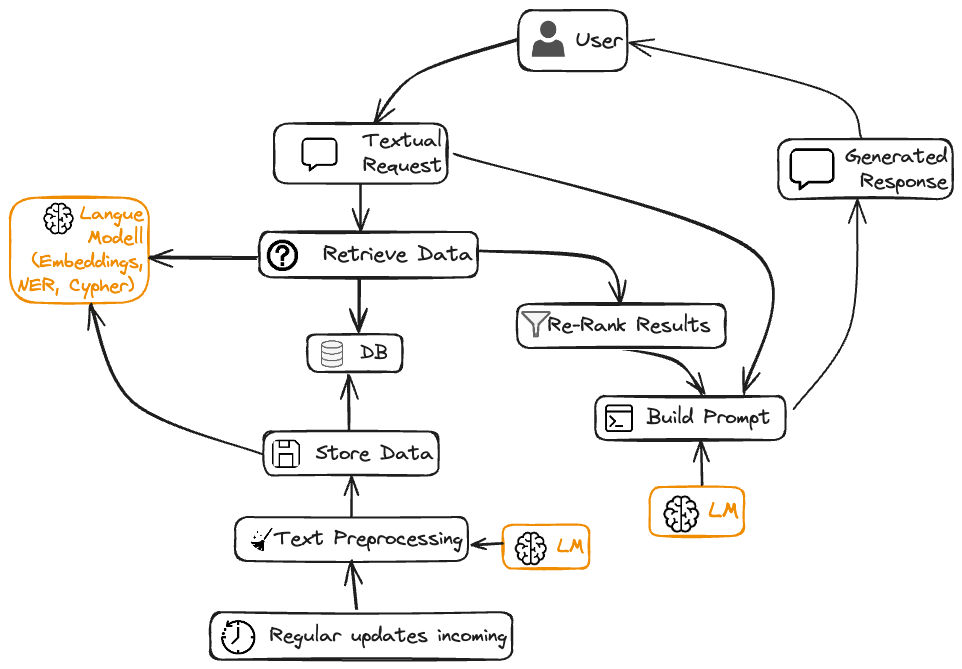 User
Textual
Request
Generated
Response
Langue
Modell
(Embeddings,
NER, Cypher)
Retrieve Data
Re-Rank Results
DB
Build Prompt
Store Data
LM
Text Preprocessing
LM
Regular updates incoming